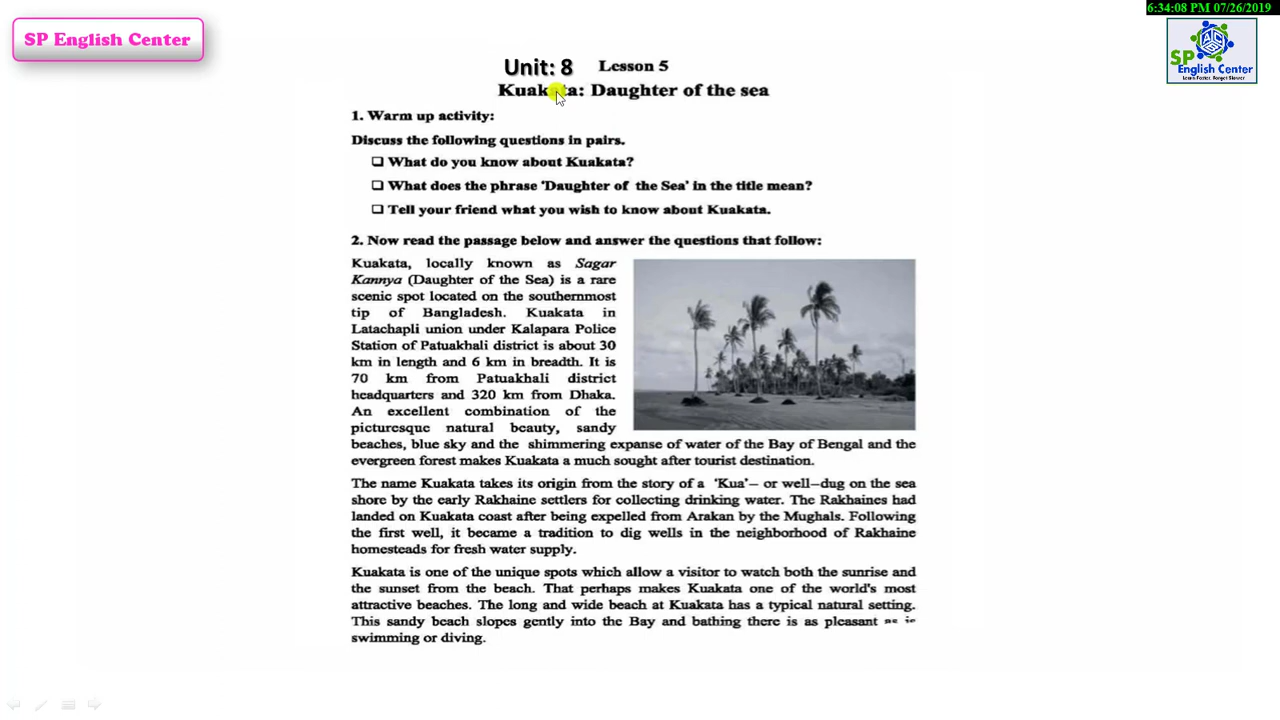 6:34:08 PM 07/26/2019
SP English Center
SP
English Center
Learn Faster, Forget Slower
Unit: 8 Lesson 5
Kuakata: Daughter of the sea
1. Warm up activity:
Discuss the following questions in pairs.
❑ What do you know about Kuakata?
❑ What does the phrase ‘Daughter of the Sea’ in the title mean?
❑ Tell your friend what you wish to know about Kuakata.
2. Now read the passage below and answer the questions that follow:
Kuakata, locally known as Sagar
Kannya (Daughter of the Sea) is a rare
scenic spot located on the southernmost
tip of Bangladesh. Kuakata in
Latachapli union under Kalapara Police
Station of Patuakhali district is about 30
km in length and 6 km in breadth. It is
70 km from Patuakhali district
headquarters and 320 km from Dhaka.
An excellent combination of the
picturesque natural beauty, sandy
beaches, blue sky and the shimmering expanse of water of the Bay of Bengal and the
evergreen forest makes Kuakata a much sought after tourist destination.
The name Kuakata takes its origin from the story of a ‘Kua’– or well–dug on the sea
shore by the early Rakhaine settlers for collecting drinking water. The Rakhaines had
landed on Kuakata coast after being expelled from Arakan by the Mughals. Following
the first well, it became a tradition to dig wells in the neighborhood of Rakhaine
homesteads for fresh water supply.
Kuakata is one of the unique spots which allow a visitor to watch both the sunrise and
the sunset from the beach. That perhaps makes Kuakata one of the world's most
attractive beaches. The long and wide beach at Kuakata has a typical natural setting.
This sandy beach slopes gently into the Bay and bathing there is as pleasant as is
swimming or diving.